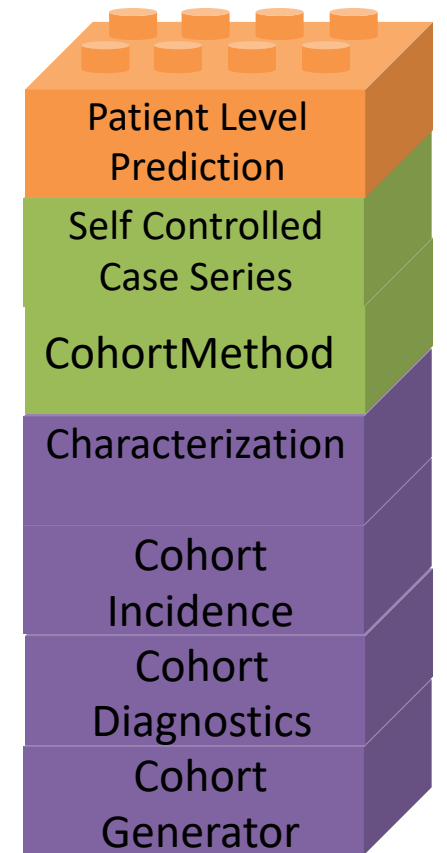 Patient Level
Prediction
Self Controlled
Case Series
CohortMethod
Characterization
Cohort
Incidence
Cohort
Diagnostics
Cohort
Generator